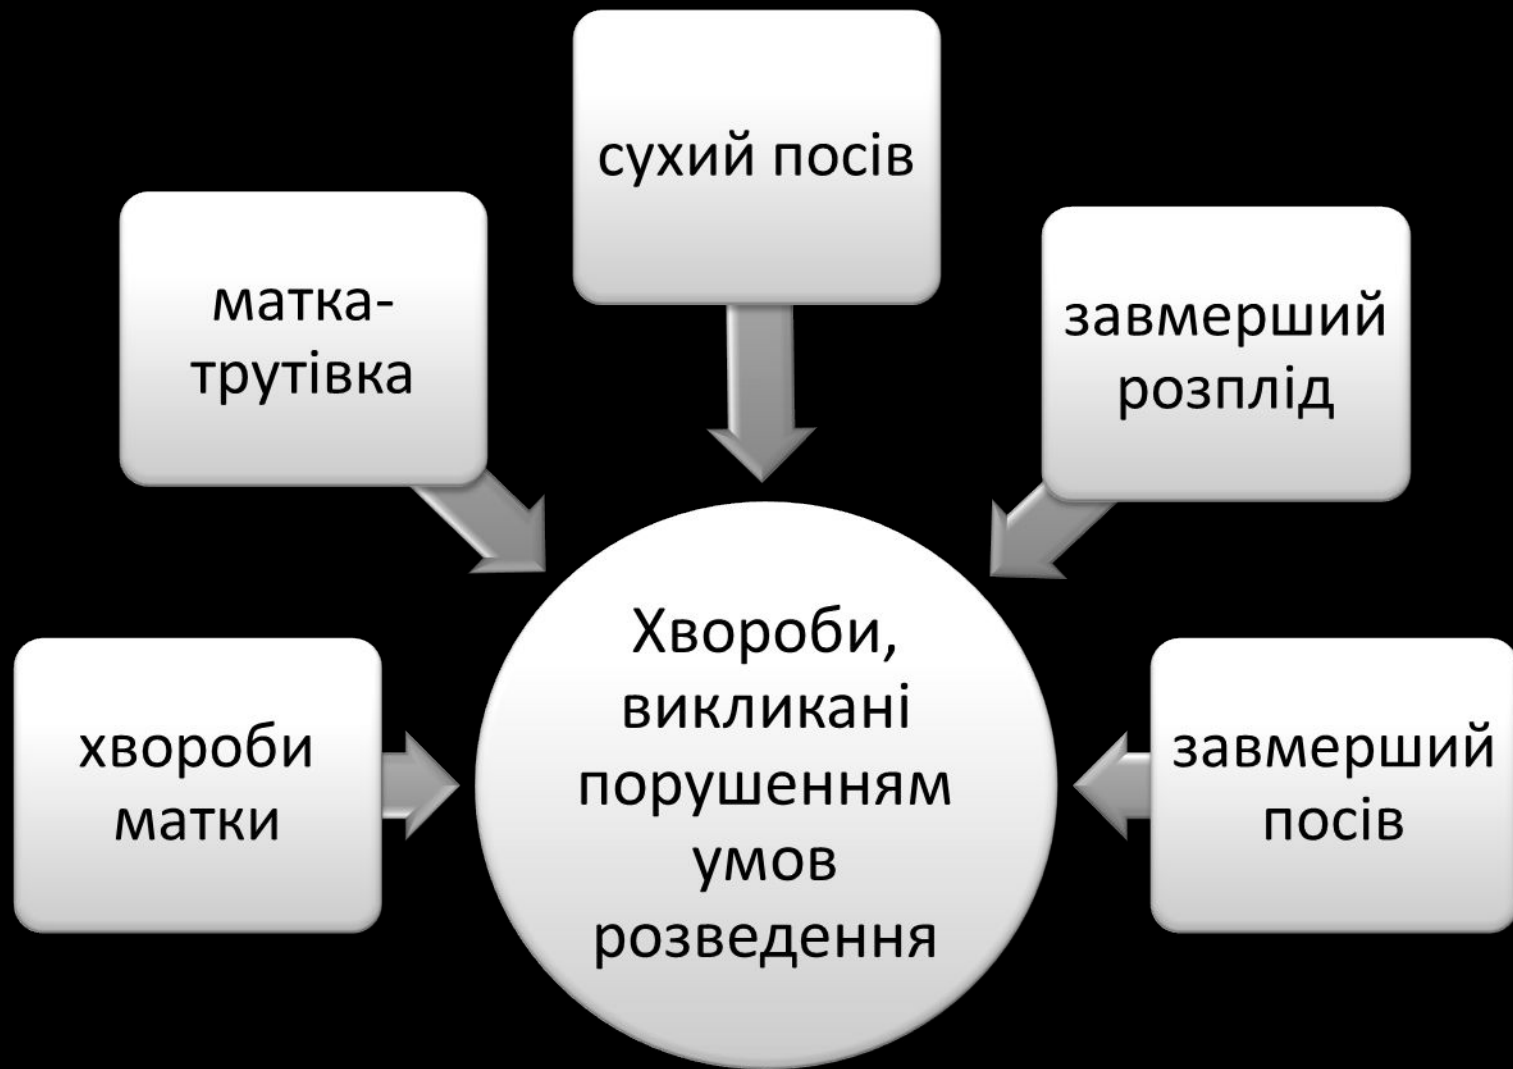 сухий посів
матка-
трутівка
завмерший
розплід
хвороби
матки
Хвороби,
викликані
порушенням
умов
розведення
завмерший
посів